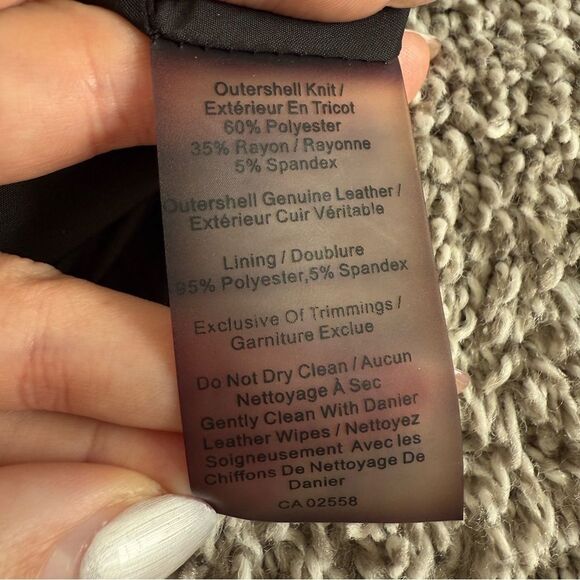 Outershell Knit /
Extérieur En Tricot
60% Polyester
35% Rayon / Rayonne
5% Spandex
Outershell Genuine Leather /
Extérieur Cuir Véritable
Lining / Doublure
95% Polyester,5% Spandex
Exclusive Of Trimmings /
Garniture Exclue
Do Not Dry Clean / Aucun
Nettoyage À Sec
Gently Clean With Danier
Leather Wipes / Nettoyez
Soigneusement Avec les
Chiffons De Nettoyage De
Danier
CA 02558